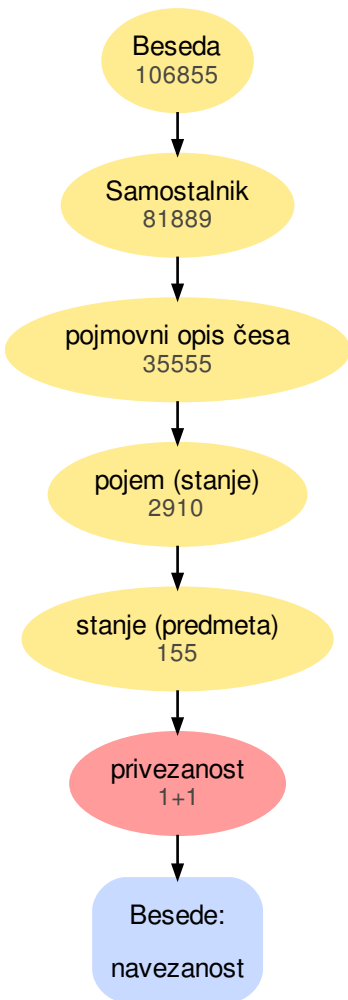 Beseda
106855
Samostalnik
81889
pojmovni opis česa
35555
pojem (stanje)
2910
stanje (predmeta)
155
privezanost
1+1
Besede:
navezanost